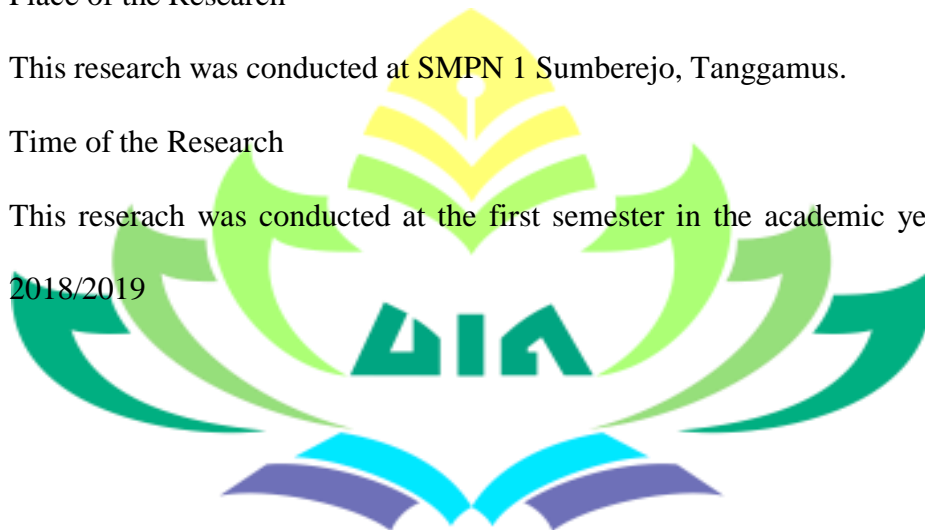 Place of the Research
This research was conducted at SMPN 1 Sumberejo, Tanggamus.
Time of the Research
This reserach was conducted at the first semester in the academic ye
2018/2019
UIN